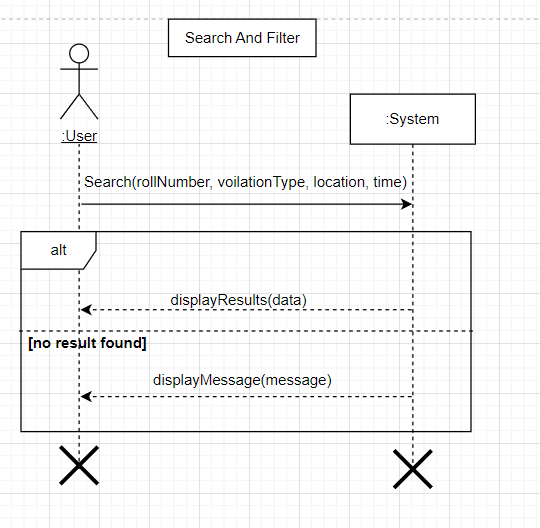 Search And Filter
:User
:System
Search(rollNumber, voilationType, location, time)
alt
displayResults(data)
[no result found]
displayMessage(message)